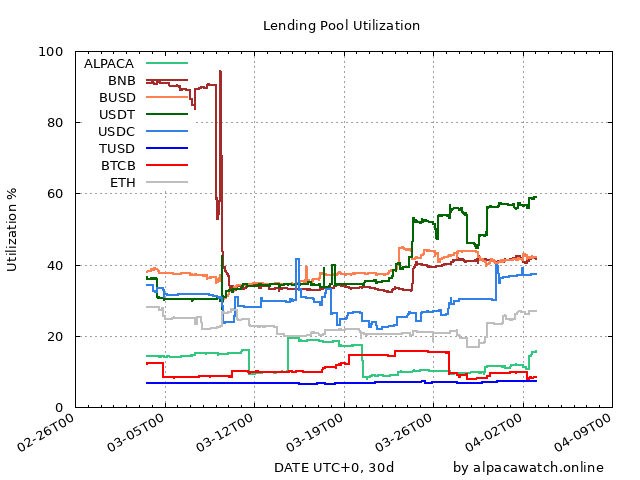 Lending Pool Utilization
100
80
60
40
20
0
Utilization %
ALPACA
BNB
BUSD
USDT
USDC
TUSD
BTCB
ETH
02-26T00
03-05T00
03-12T00
03-19T00
03-26T00
04-02T00
04-09T00
DATE UTC+0, 30d
by alpacawatch.online